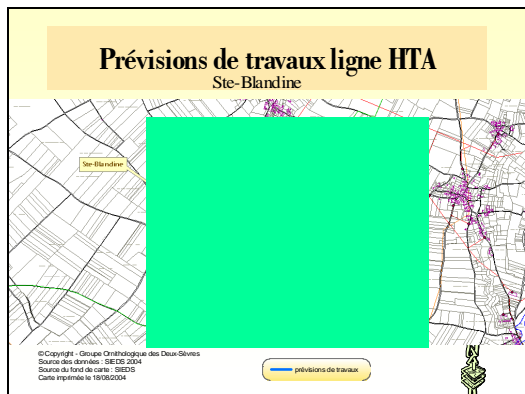 Prévisions de travaux ligne HTA
Ste-Blandine
Ste-Blandine
© Copyright - Groupe Ornithologique des Deux-Sèvres
Source des données : SIEDS 2004
Source du fond de carte : SIEDS
Carte imprimée le 18/08/2004
prévisions de travaux